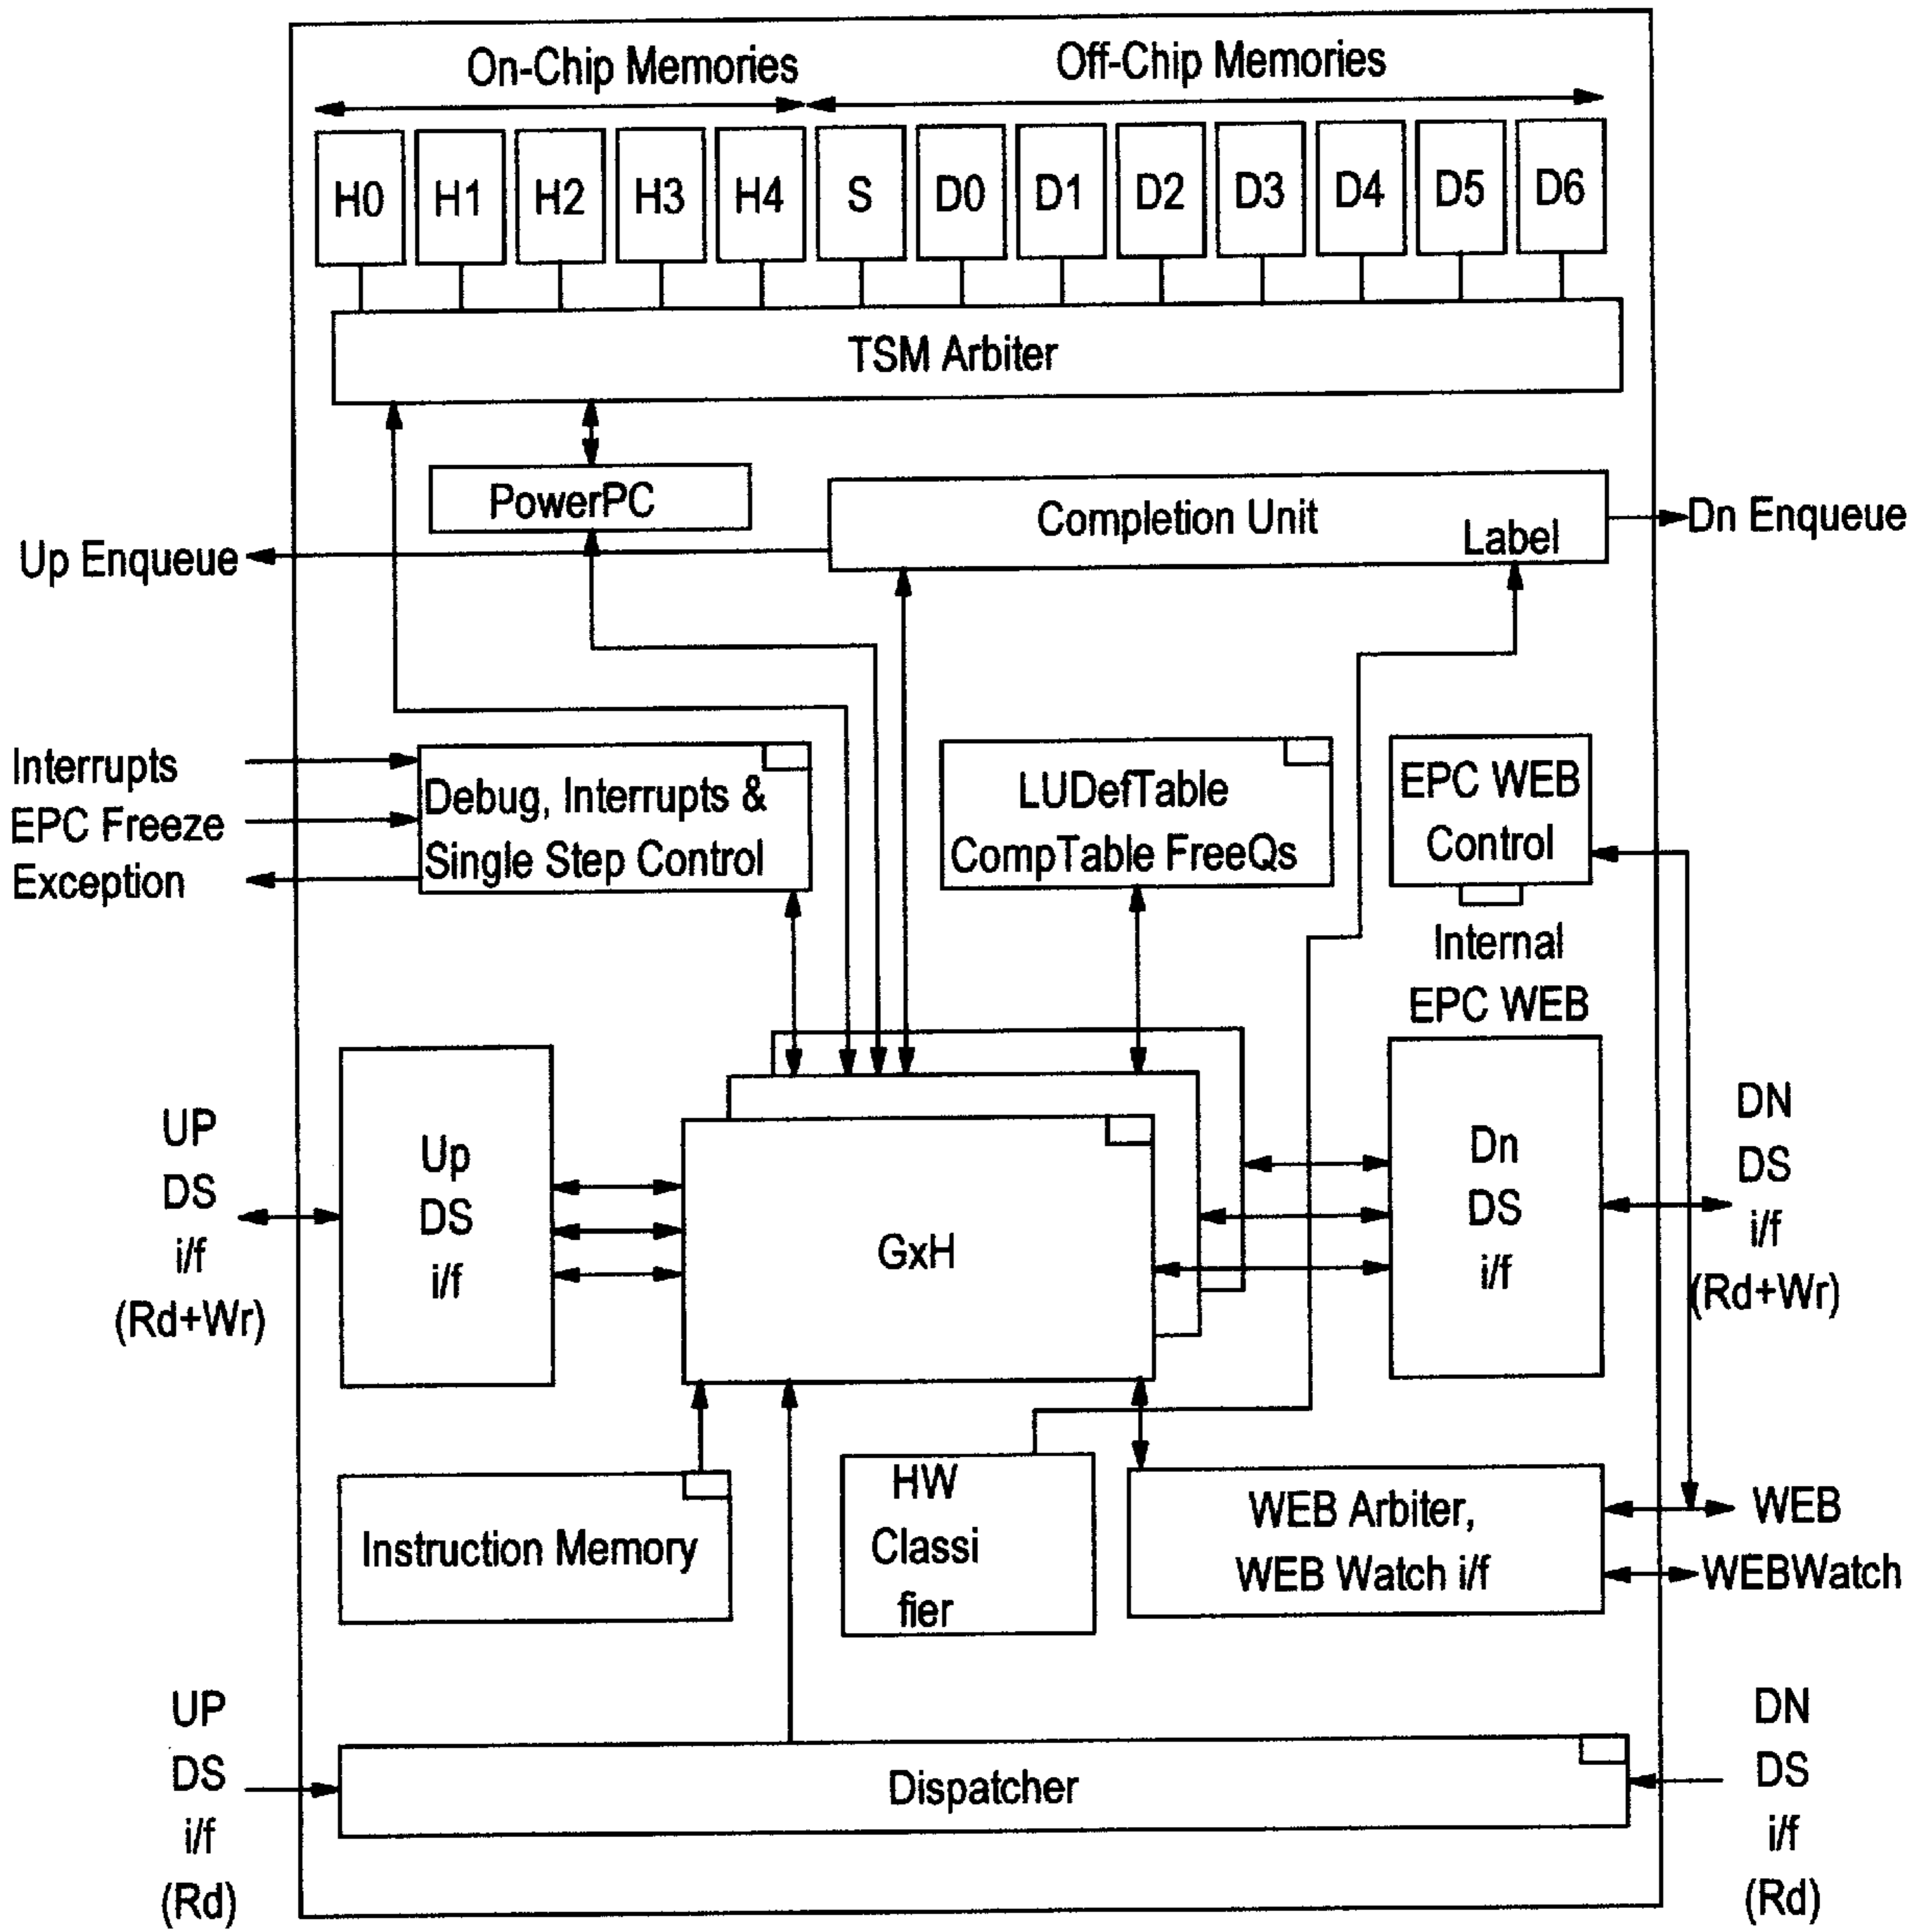 On-Chip Memories
Off-Chip Memories
H0
H1
H2
H3
H4
S
D0
D1
D2
D3
D4
D5
D6
TSM Arbiter
PowerPC
Completion Unit
Label
Dn Enqueue
Up Enqueue
Interrupts
EPC Freeze
Exception
Debug, Interrupts &
Single Step Control
LUDefTable
CompTable FreeQs
EPC WEB
Control
Internal
EPC WEB
UP
DS
i/f
(Rd+Wr)
Up
DS
i/f
GxH
Dn
DS
i/f
DN
DS
i/f
(Rd+Wr)
Instruction Memory
HW
Classi
fier
WEB Arbiter,
WEB Watch i/f
WEB
WEBWatch
UP
DS
i/f
(Rd)
Dispatcher
DN
DS
i/f
(Rd)